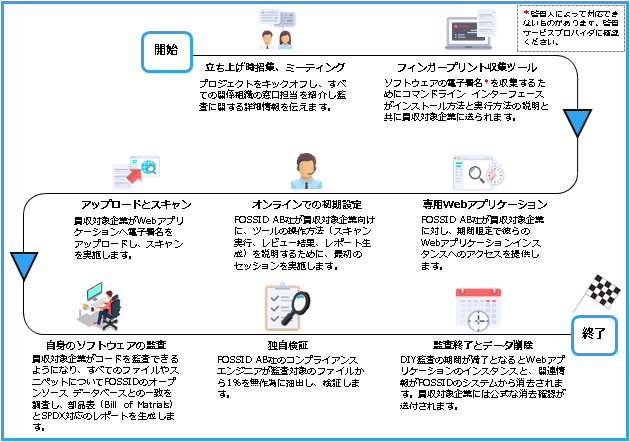 *監査人によって対応でき
ないものがあります。監査
サービスプロバイダに確認
ください。
開始
立ち上げ時招集、ミーティング
プロジェクトをキックオフし、すべ
ての関係組織の窓口担当を紹介し監
査に関する詳細情報を伝えます。
フィンガープリント収集ツール
ソフトウェアの電子署名*を収集するた
めにコマンドライン インターフェース
がインストール方法と実行方法の説明と
共に買収対象企業に送られます。
アップロードとスキャン
買収対象企業がWebアプリ
ケーションへ電子署名を
アップロードし、スキャン
を実施します。
オンラインでの初期設定
FOSSID AB社が買収対象企業向け
に、ツールの操作方法（スキャン
実行、レビュー結果、レポート生
成）を説明するために、最初の
セッションを実施します。
専用Webアプリケーション
FOSSID AB社が買収対象企業
に対し、期間限定で彼らの
Webアプリケーションインス
タンスへのアクセスを提供し
ます。
自身のソフトウェアの監査
買収対象企業がコードを監査できる
ようになり、すべてのファイルやス
ニペットについてFOSSIDのオープ
ンソース データベースとの一致を
調査し、部品表（Bill of Matrials）
とSPDX対応のレポートを生成します。
独自検証
FOSSID AB社のコンプライアンス
エンジニアが監査対象のファイルか
ら1%を無作為に抽出し、検証します。
監査終了とデータ削除
DIY監査の期間が終了となるとWebアプリ
ケーションのインスタンスと、関連情
報がFOSSIDのシステムから消去されま
す。買収対象企業には公式な消去確認が
送付されます。
終了